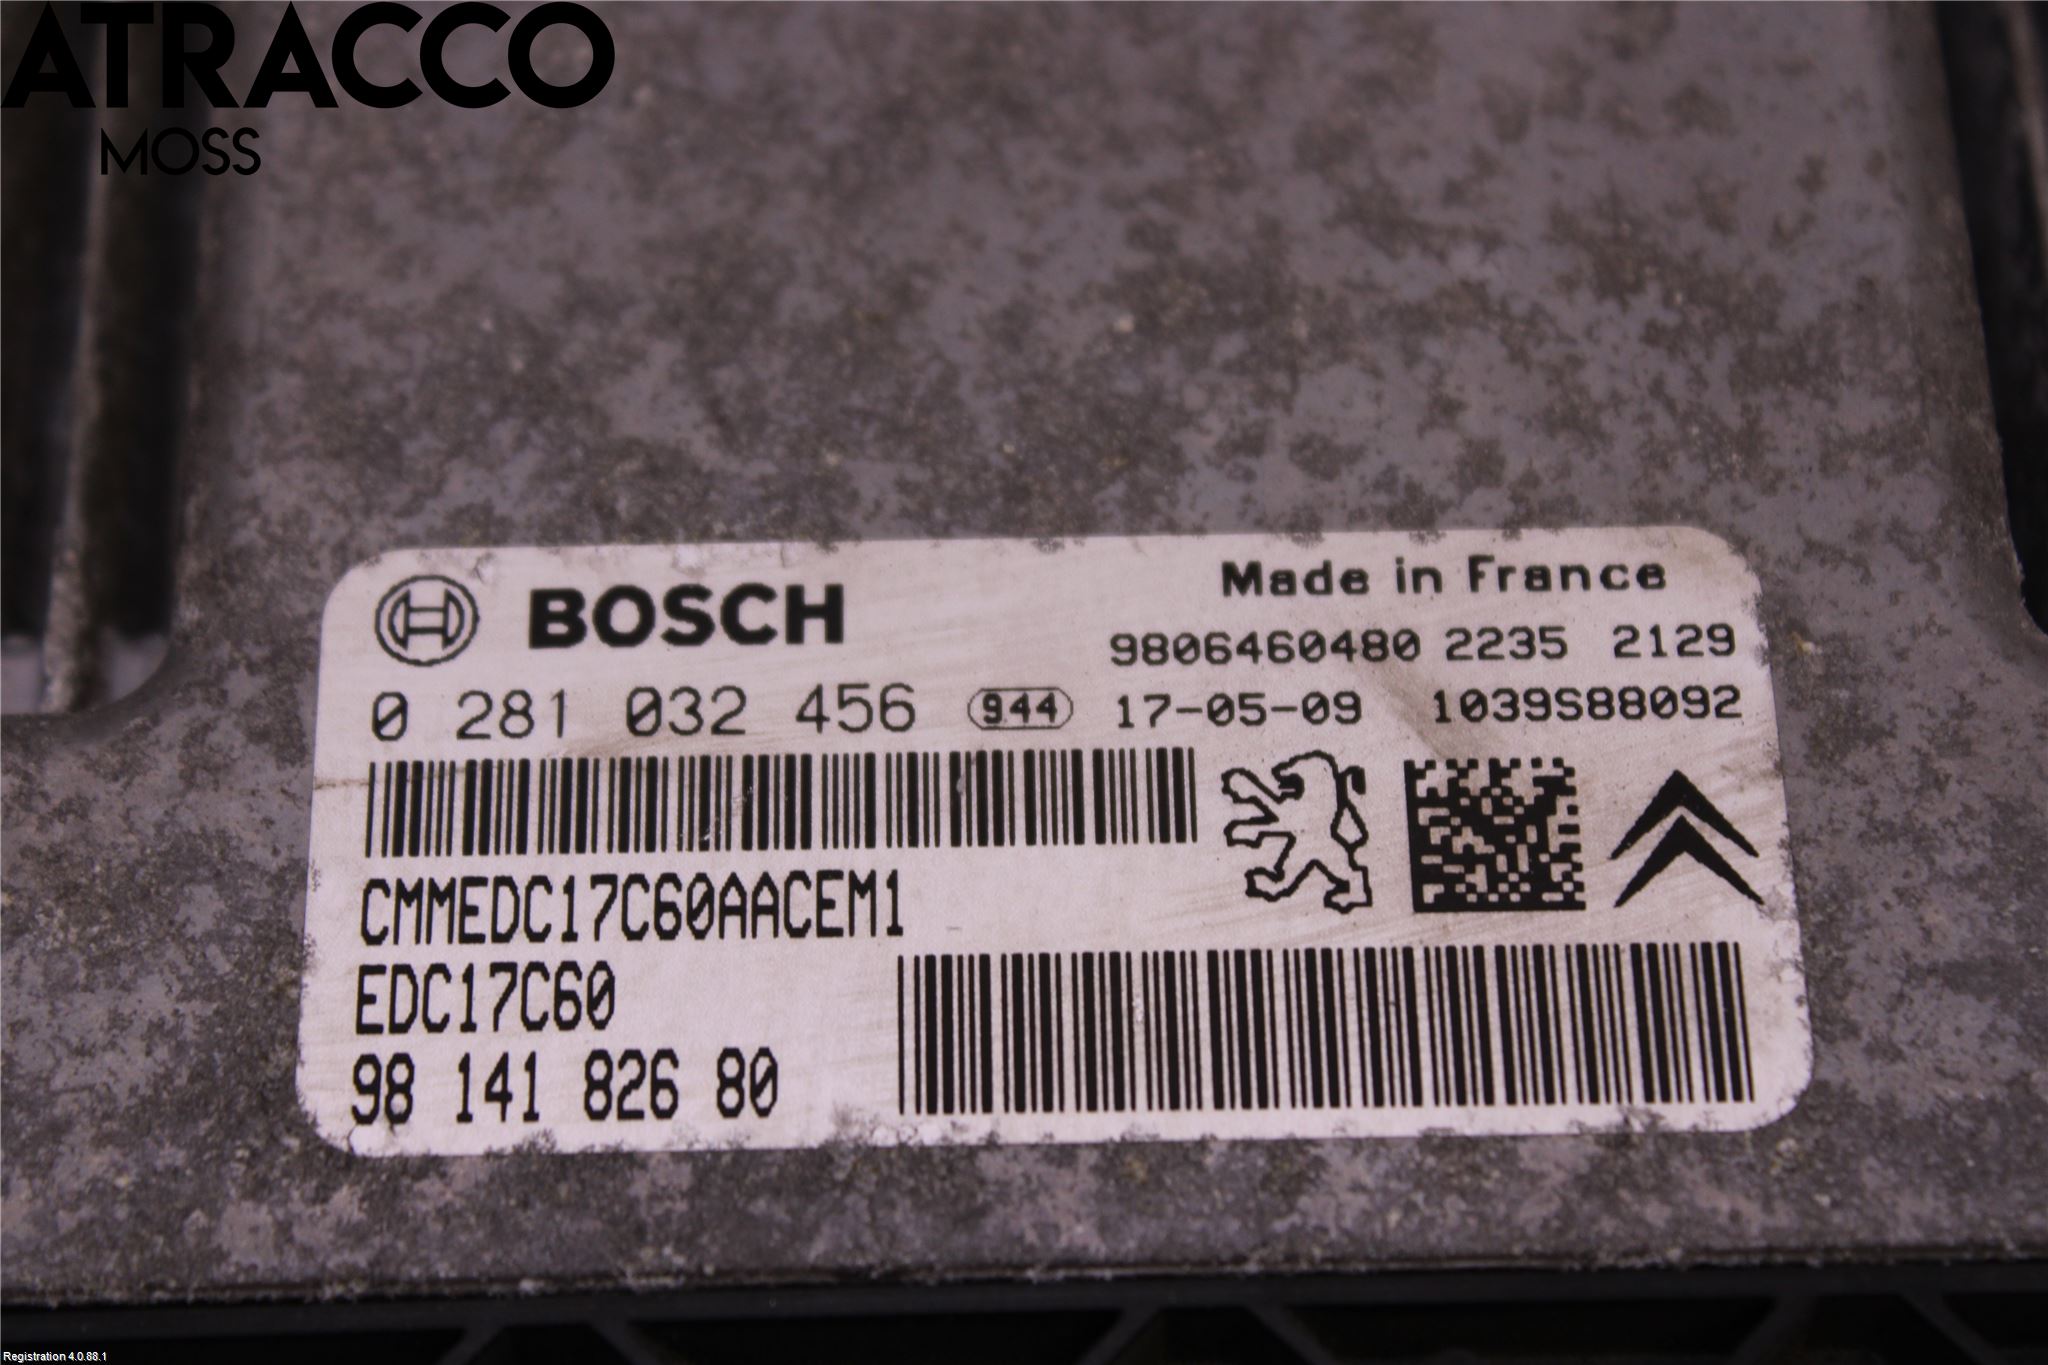 ATRACCO
MOSS
BOSCH
Made in France
9806460480 2235 2129
0 281 032 456 944 17-05-09 1039S88092
CMMEDC17C60AACEM1
EDC17C60
98 141 826 80
Registration 4.0.88.1